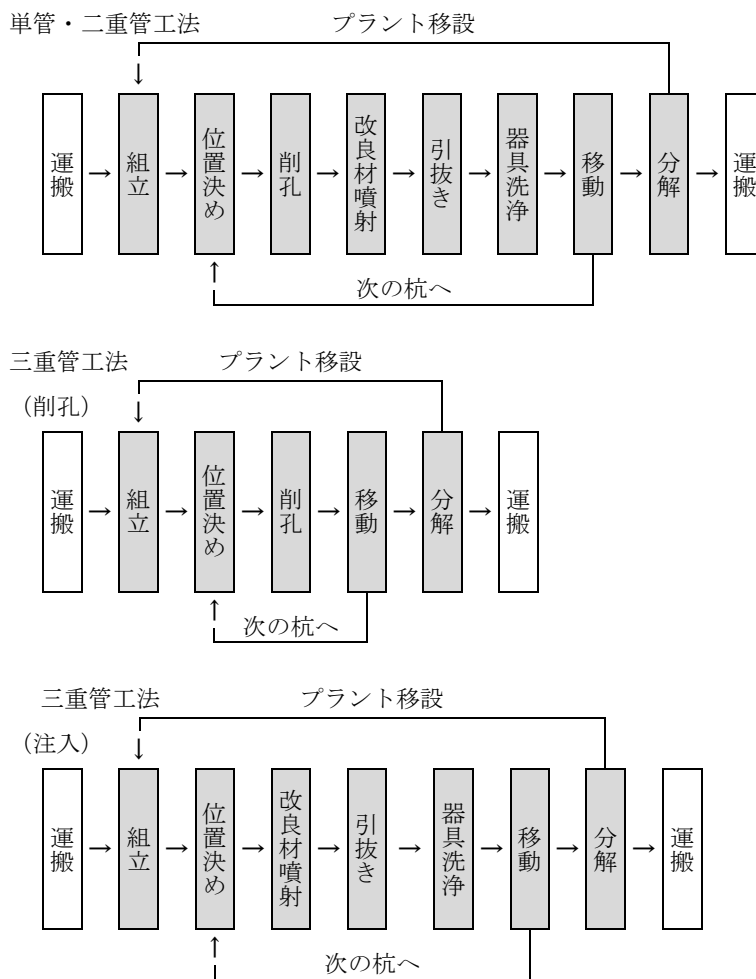 単管・二重管工法 プラント移設
運搬 → 組立 → 位置決め → 削孔 → 改良材噴射 → 引抜き → 器具洗浄 → 移動 → 分解 → 運搬
次の杭へ
三重管工法 プラント移設
(削孔)
運搬 → 組立 → 位置決め → 削孔 → 移動 → 分解 → 運搬
次の杭へ
三重管工法 プラント移設
(注入)
運搬 → 組立 → 位置決め → 改良材噴射 → 引抜き → 器具洗浄 → 移動 → 分解 → 運搬
次の杭へ